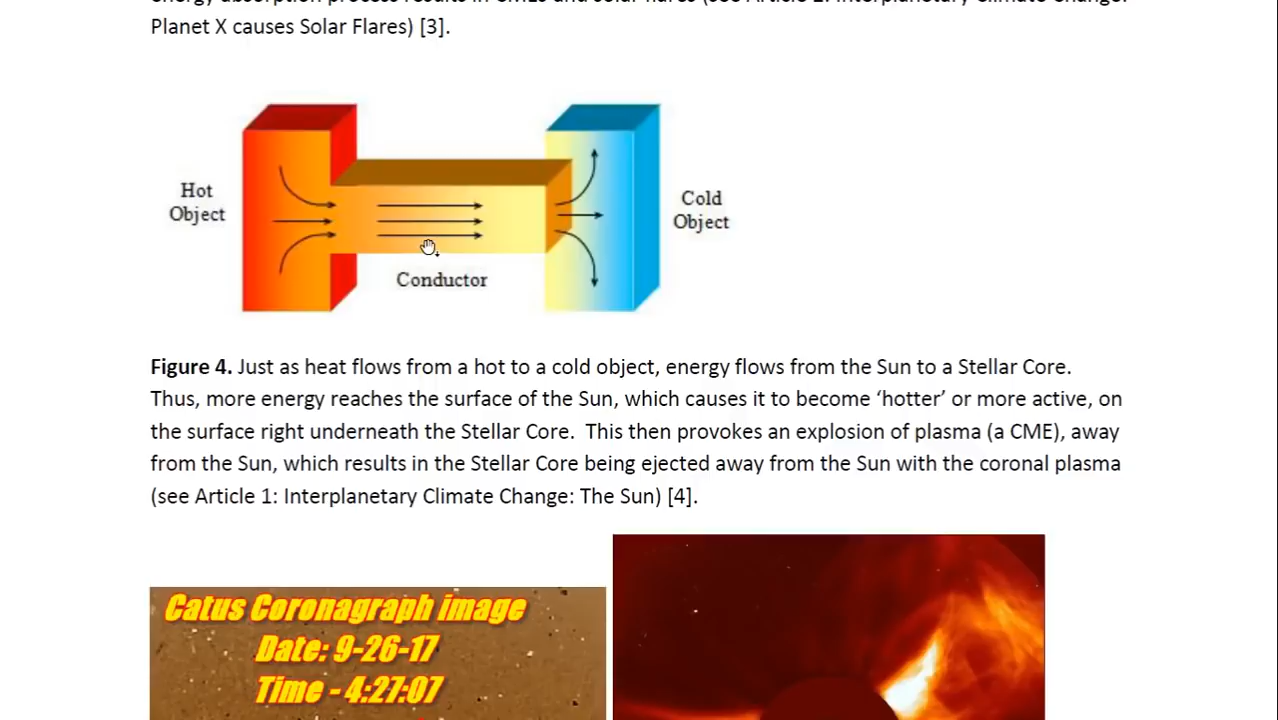 Planet X causes Solar Flares) [3].
Hot
Object
Cold
Object
Conductor
Figure 4. Just as heat flows from a hot to a cold object, energy flows from the Sun to a Stellar Core.
Thus, more energy reaches the surface of the Sun, which causes it to become ‘hotter’ or more active, on
the surface right underneath the Stellar Core.  This then provokes an explosion of plasma (a CME), away
from the Sun, which results in the Stellar Core being ejected away from the Sun with the coronal plasma
(see Article 1: Interplanetary Climate Change: The Sun) [4].
Catus Coronagraph image
Date: 9-26-17
Time - 4:27:07